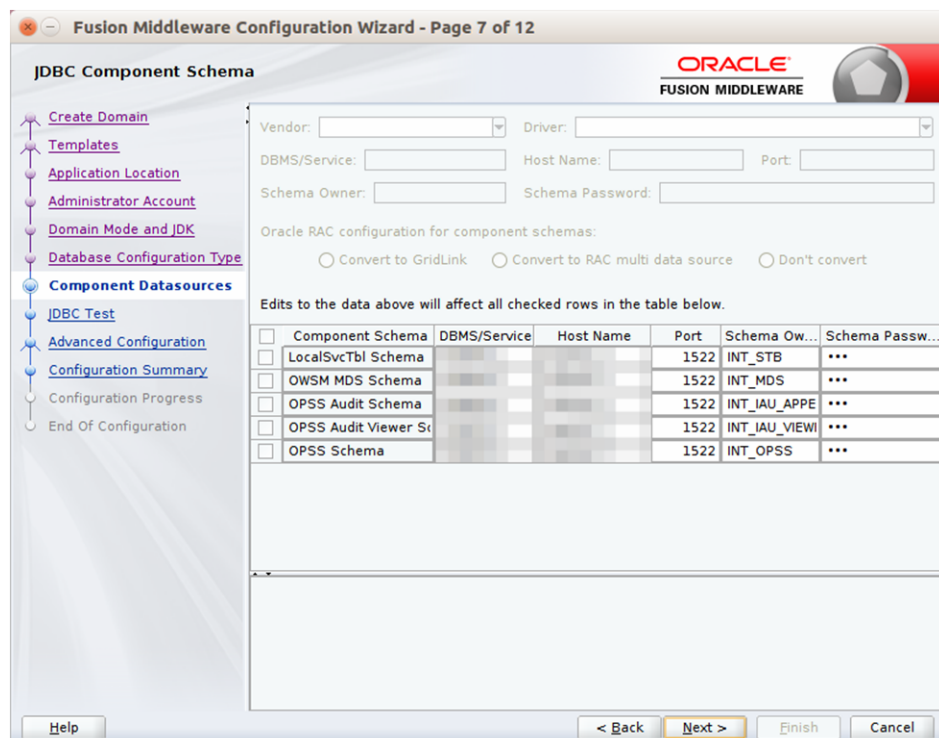 Fusion Middleware Configuration Wizard - Page 7 of 12
JDBC Component Schema
ORACLE
FUSION MIDDLEWARE
Create Domain
Templates
Application Location
Administrator Account
Domain Mode and JDK
Database Configuration Type
Component Datasources
JDBC Test
Advanced Configuration
Configuration Summary
Configuration Progress
End Of Configuration
Vendor: Driver:
DBMS/Service: Host Name: Port:
Schema Owner: Schema Password:
Oracle RAC configuration for component schemas:
Convert to GridLink Convert to RAC multi data source Don't convert
Edits to the data above will affect all checked rows in the table below.
Component Schema DBMS/Service Host Name Port Schema Ow... Schema Passw...
LocalSvcTbl Schema 1522 INT_STB •••
OWSM MDS Schema 1522 INT_MDS •••
OPSS Audit Schema 1522 INT_IAU_APPE •••
OPSS Audit Viewer Sc 1522 INT_IAU_VIEWI •••
OPSS Schema 1522 INT_OPSS •••
Help < Back Next > Finish Cancel